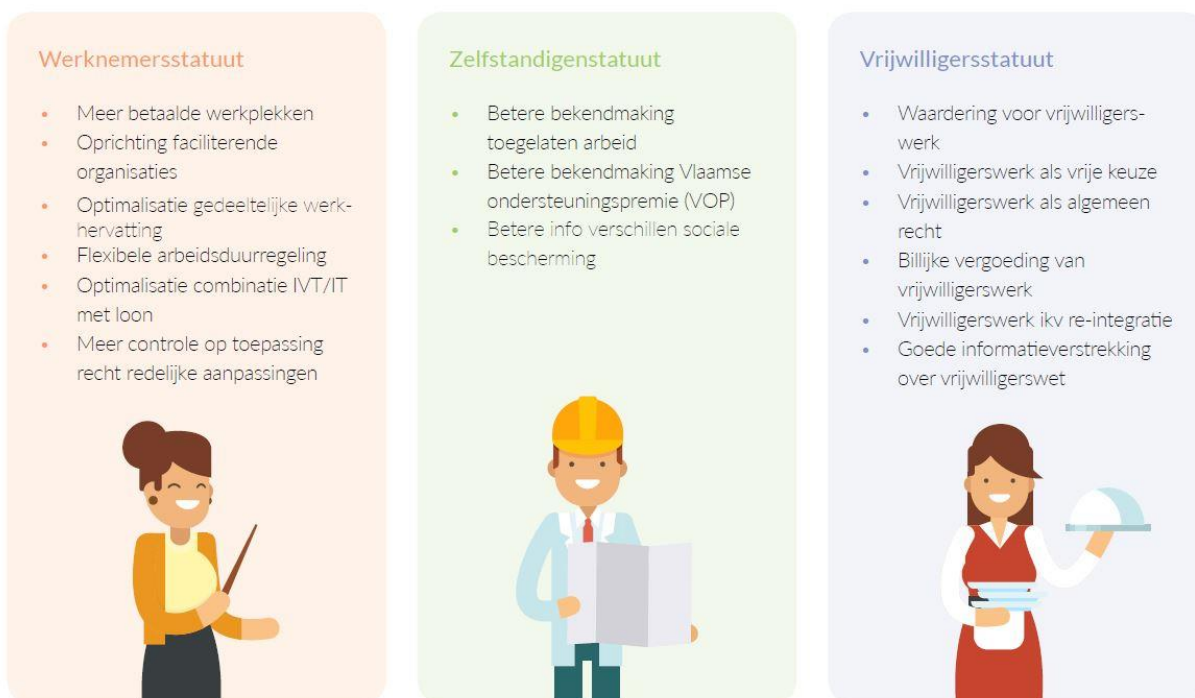 Werknemersstatuut
• Meer betaalde werkplekken
• Oprichting faciliterende
organisaties
• Optimalisatie gedeeltelijke werk-
hervatting
• Flexibele arbeidsduurregeling
• Optimalisatie combinatie IVT/IT
met loon
• Meer controle op toepassing
recht redelijke aanpassingen
Zelfstandigenstatuut
• Betere bekendmaking
toegelaten arbeid
• Betere bekendmaking Vlaamse
ondersteuningspremie (VOP)
• Betere info verschillen sociale
bescherming
Vrijwilligersstatuut
• Waardering voor vrijwilligers-
werk
• Vrijwilligerswerk als vrije keuze
• Vrijwilligerswerk als algemeen
recht
• Billijke vergoeding van
vrijwilligerswerk
• Vrijwilligerswerk ikv re-integratie
• Goede informatieverstrekking
over vrijwilligerswet